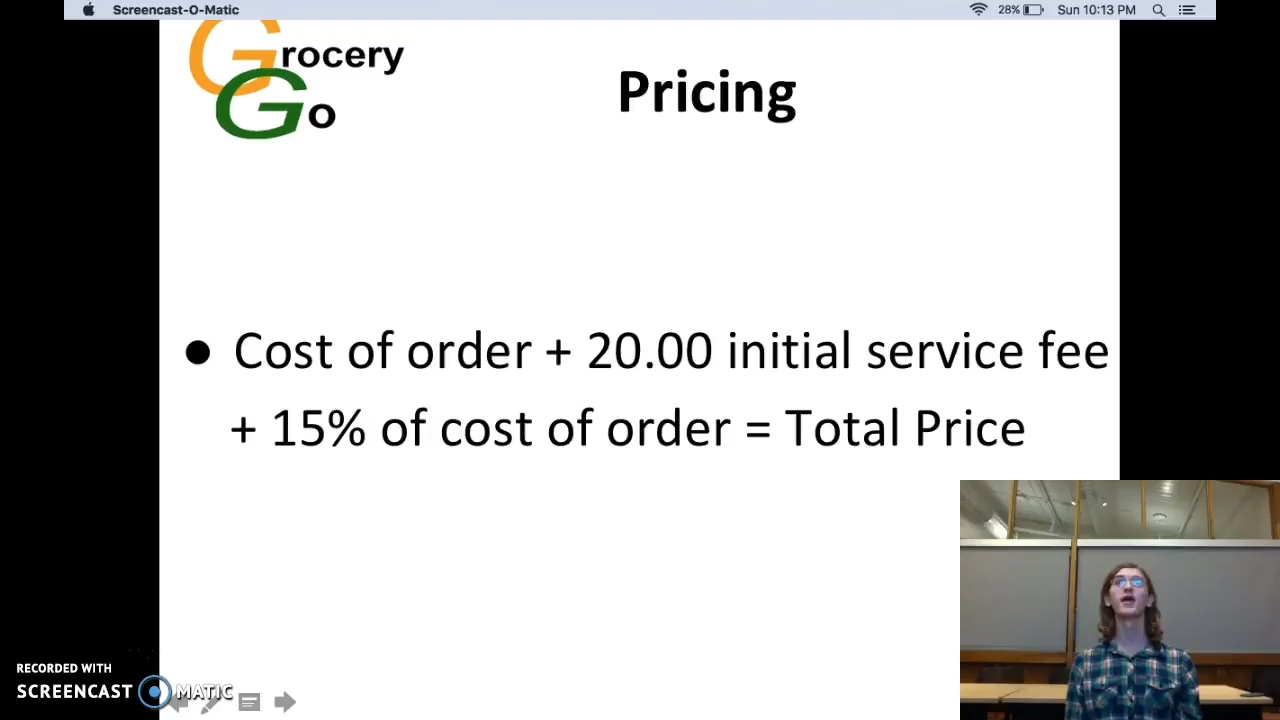 Screencast-O-Matic
28%
Sun 10:13 PM
Grocery
Go
Pricing
● Cost of order + 20.00 initial service fee
+ 15% of cost of order = Total Price
RECORDED WITH
SCREENCAST MATIC